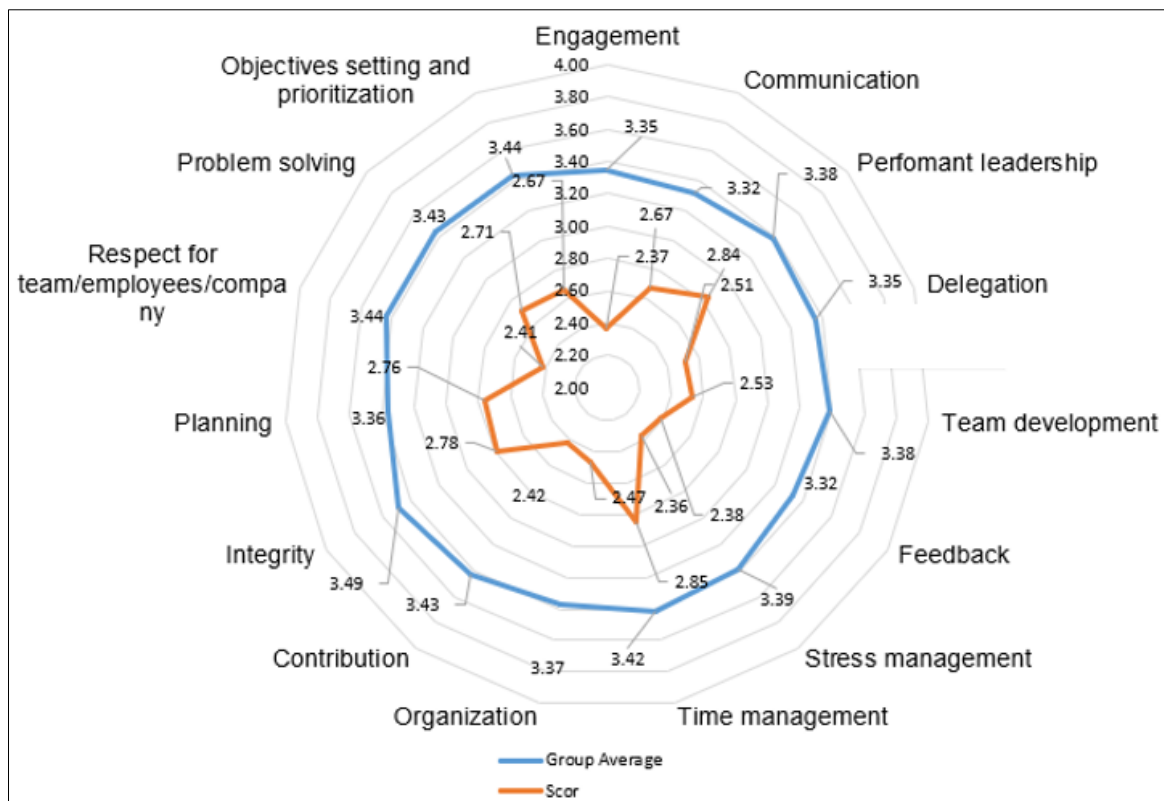 Engagement
Objectives setting and
prioritization
4.00
Communication
3.80
3.60
3.35
3.44
Problem solving
3.40
3.32
Perfomant leadership
3.38
2.67
3.20
2.67
3.43
2.71
3.00
2.37
2.84
Respect for
team/employees/compa
ny
2.80
2.51
3.35
Delegation
2.60
3.44
2.41
2.40
2.76
2.20
2.53
2.00
Planning
3.36
Team development
2.78
3.38
3.32
2.42
2.47
2.36
2.38
Integrity
Feedback
3.49
3.43
2.85
3.39
Contribution
3.37
3.42
Stress management
Organization
Time management
Group Average
Scor